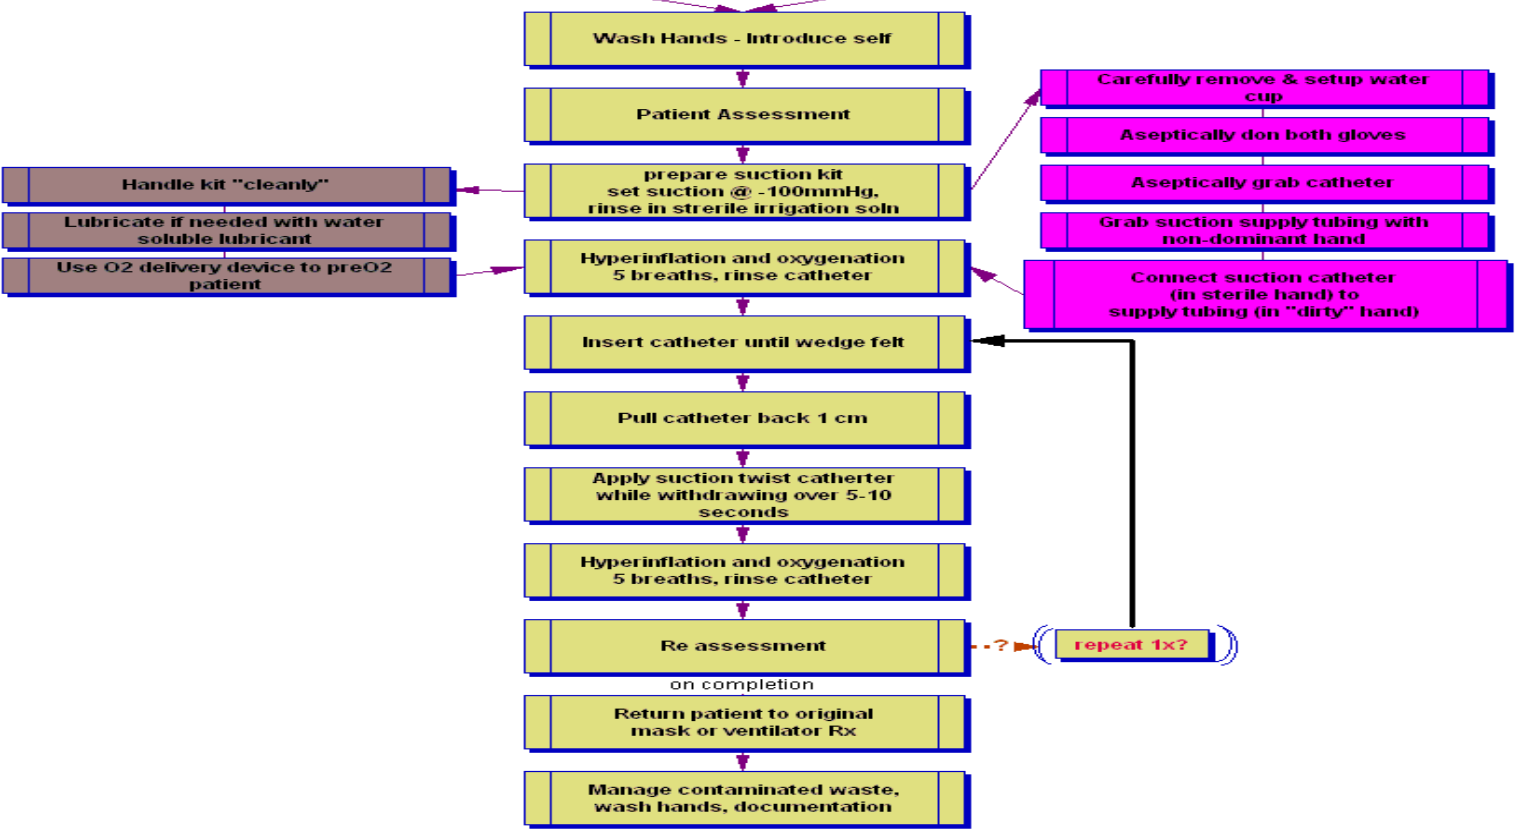 Wash Hands - Introduce self
Patient Assessment
prepare suction kit
set suction @ -100mmHg,
rinse in strerile irrigation soln
Handle kit "cleanly"
Lubricate if needed with water
soluble lubricant
Use O2 delivery device to preO2
patient
Carefully remove & setup water
cup
Aseptically don both gloves
Aseptically grab catheter
Grab suction supply tubing with
non-dominant hand
Connect suction catheter
(in sterile hand) to
supply tubing (in "dirty" hand)
Hyperinflation and oxygenation
5 breaths, rinse catheter
Insert catheter until wedge felt
Pull catheter back 1 cm
Apply suction twist catherter
while withdrawing over 5-10
seconds
Hyperinflation and oxygenation
5 breaths, rinse catheter
Re assessment
?
repeat 1x?
on completion
Return patient to original
mask or ventilator Rx
Manage contaminated waste,
wash hands, documentation